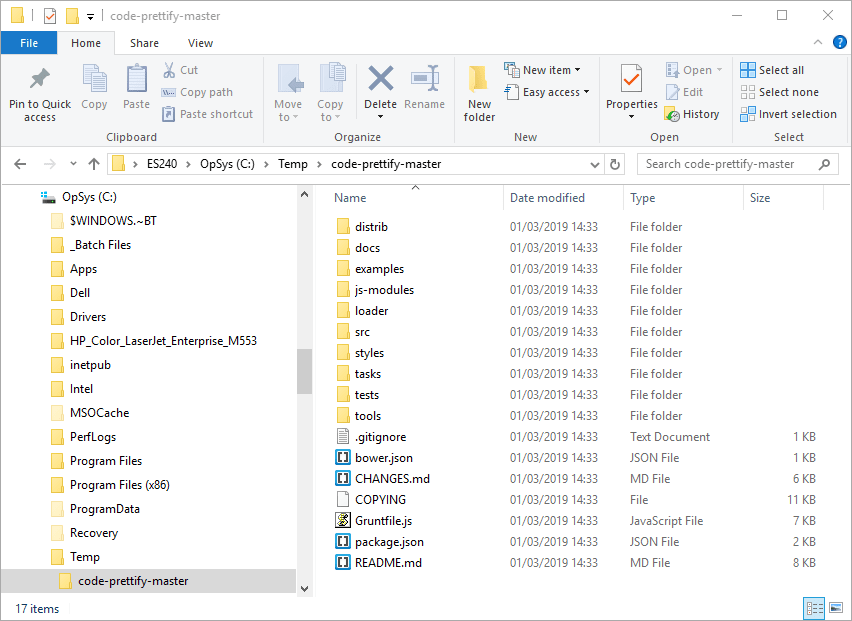 code-prettify-master
File Home Share View
Pin to Quick access
Copy
Paste
Cut
Copy path
Paste shortcut
Clipboard
Move to
Copy to
Delete
Rename
Organize
New folder
New item
Easy access
New
Properties
Open
Edit
History
Open
Select all
Select none
Invert selection
Select
ES240 OpSys (C:) Temp code-prettify-master
Search code-prettify-master
OpSys (C:)
$WINDOWS.~BT
_Batch Files
Apps
Dell
Drivers
HP_Color_LaserJet_Enterprise_M553
inetpub
Intel
MSOCache
PerfLogs
Program Files
Program Files (x86)
ProgramData
Recovery
Temp
code-prettify-master
Name Date modified Type Size
distrib 01/03/2019 14:33 File folder
docs 01/03/2019 14:33 File folder
examples 01/03/2019 14:33 File folder
js-modules 01/03/2019 14:33 File folder
loader 01/03/2019 14:33 File folder
src 01/03/2019 14:33 File folder
styles 01/03/2019 14:33 File folder
tasks 01/03/2019 14:33 File folder
tests 01/03/2019 14:33 File folder
tools 01/03/2019 14:33 File folder
.gitignore 01/03/2019 14:33 Text Document 1 KB
bower.json 01/03/2019 14:33 JSON File 1 KB
CHANGES.md 01/03/2019 14:33 MD File 6 KB
COPYING 01/03/2019 14:33 File 11 KB
Gruntfile.js 01/03/2019 14:33 JavaScript File 7 KB
package.json 01/03/2019 14:33 JSON File 2 KB
README.md 01/03/2019 14:33 MD File 8 KB
17 items